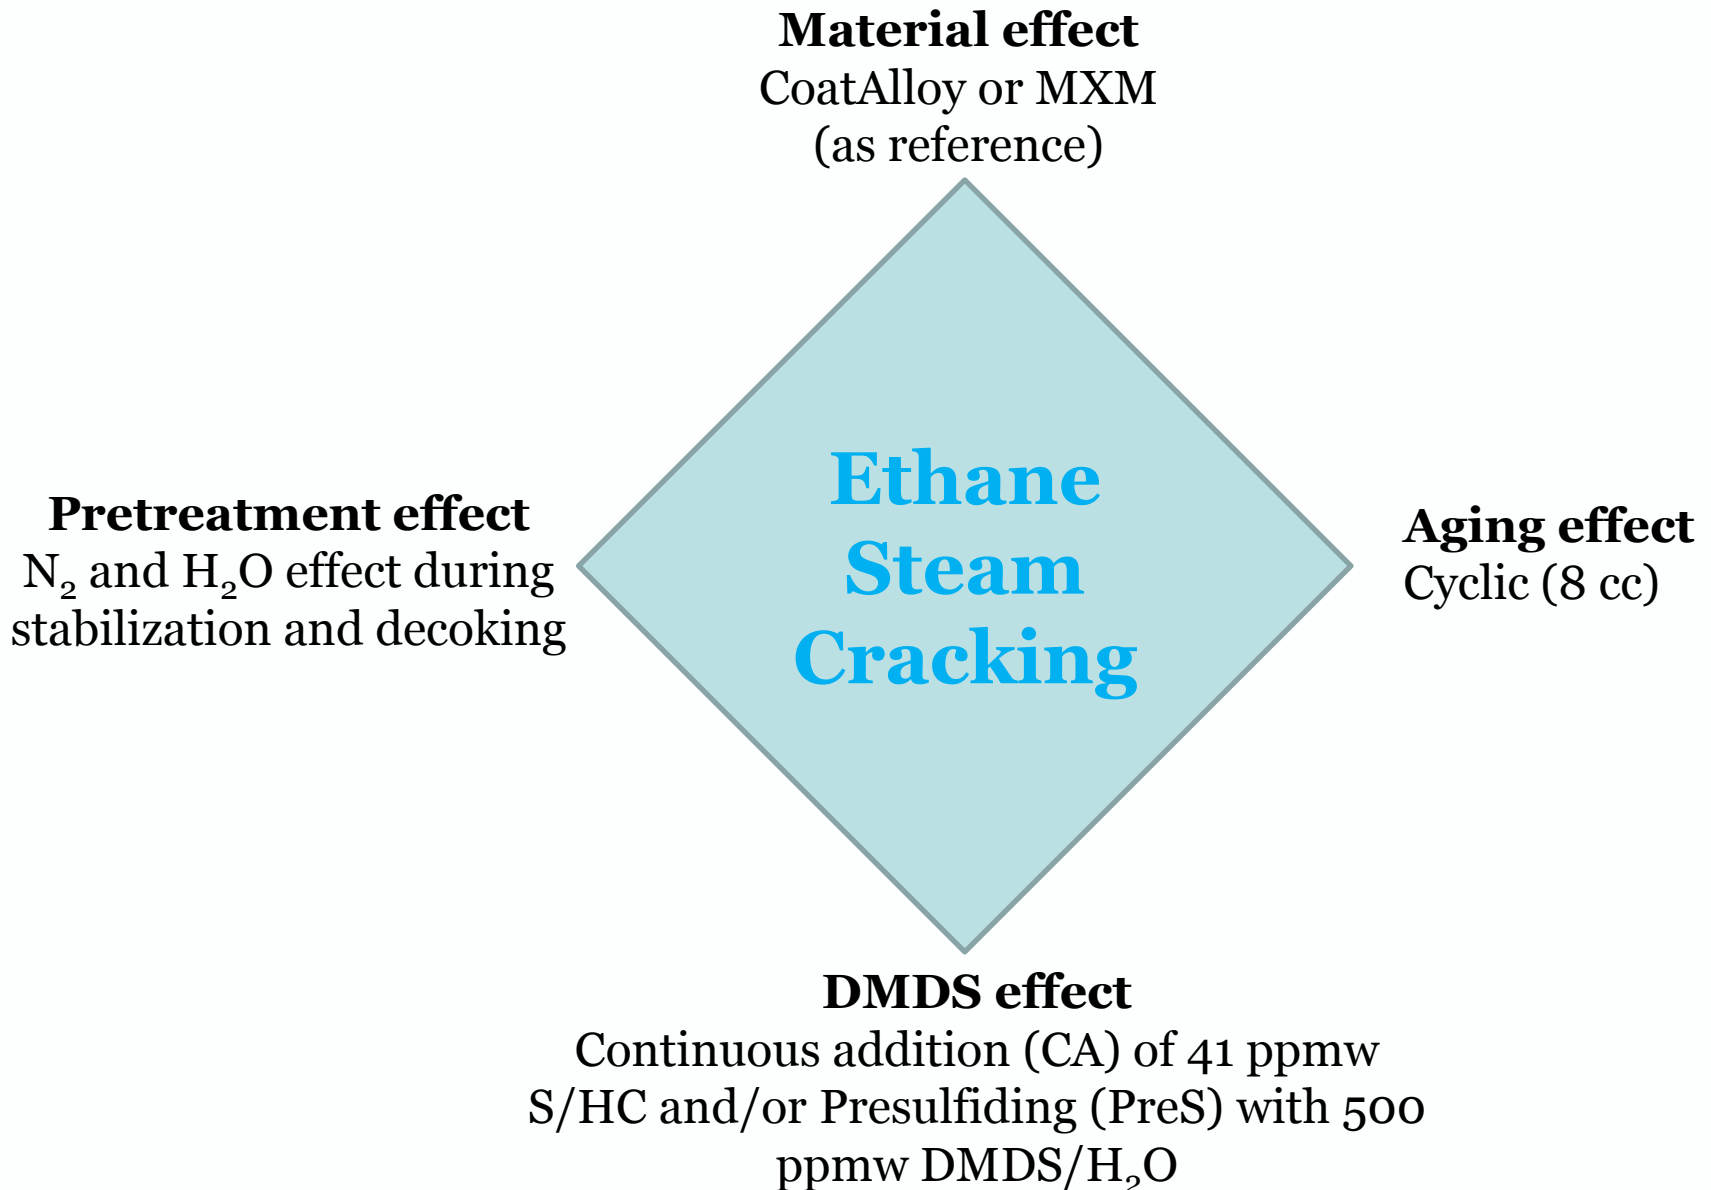 Material effect
CoatAlloy or MXM
(as reference)
Ethane
Steam
Cracking
Pretreatment effect
N₂ and H₂O effect during
stabilization and decoking
Aging effect
Cyclic (8 cc)
DMDS effect
Continuous addition (CA) of 41 ppmw
S/HC and/or Presulfiding (PreS) with 500
ppmw DMDS/H₂O